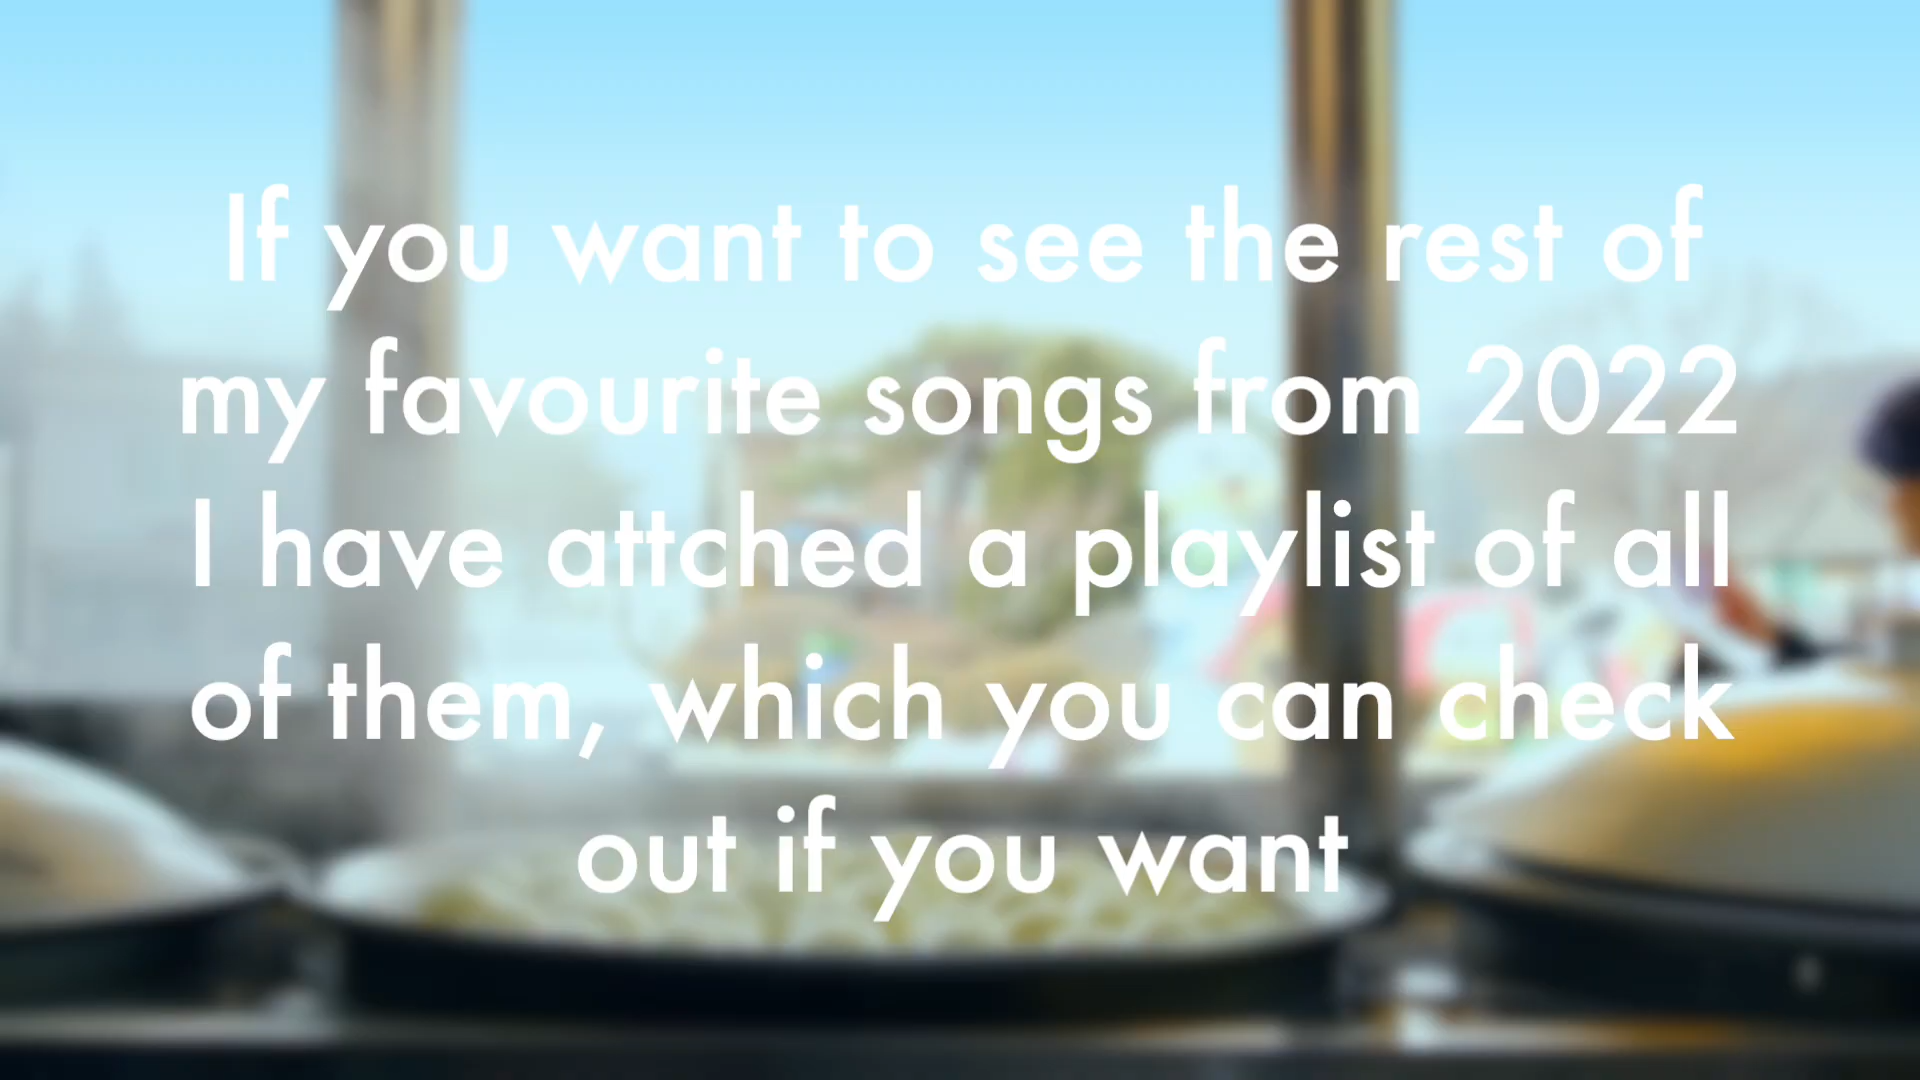 If you want to see the rest of
my favourite songs from 2022
I have attched a playlist of all
of them, which you can check
out if you want